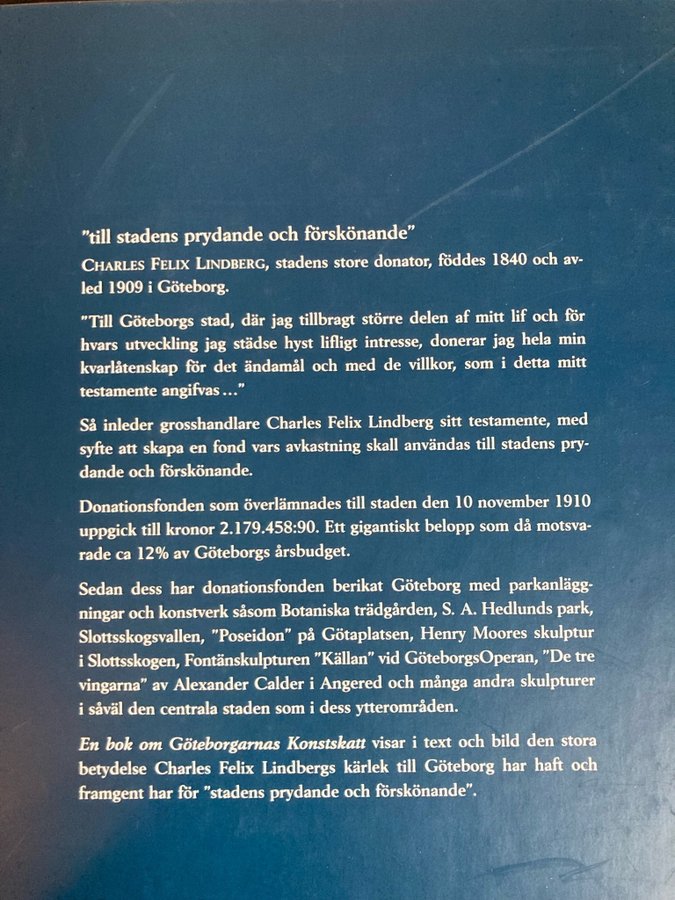 "till stadens prydande och förskönande"
CHARLES FELIX LINDBERG, stadens store donator, föddes 1840 och av-
led 1909 i Göteborg.
"Till Göteborgs stad, där jag tillbragt större delen af mitt lif och för
hvars utveckling jag städse hyst lifligt intresse, donerar jag hela min
kvarlåtenskap för det ändamål och med de villkor, som i detta mitt
testamente angifvas..."
Så inleder grosshandlare Charles Felix Lindberg sitt testamente, med
syfte att skapa en fond vars avkastning skall användas till stadens pry-
dande och förskönande.
Donationsfonden som överlämnades till staden den 10 november 1910
uppgick till kronor 2.179.458:90. Ett gigantiskt belopp som då motsva-
rade ca 12% av Göteborgs årsbudget.
Sedan dess har donationsfonden berikat Göteborg med parkanlägg-
ningar och konstverk såsom Botaniska trädgården, S. A. Hedlunds park,
Slottsskogsvallen, "Poseidon" på Götaplatsen, Henry Moores skulptur
i Slottsskogen, Fontänskulpturen "Källan" vid GöteborgsOperan, "De tre
vingarna" av Alexander Calder i Angered och många andra skulpturer
i såväl den centrala staden som i dess ytterområden.
En bok om Göteborgarnas Konstskatt visar i text och bild den stora
betydelse Charles Felix Lindbergs kärlek till Göteborg har haft och
framgent har för "stadens prydande och förskönande".